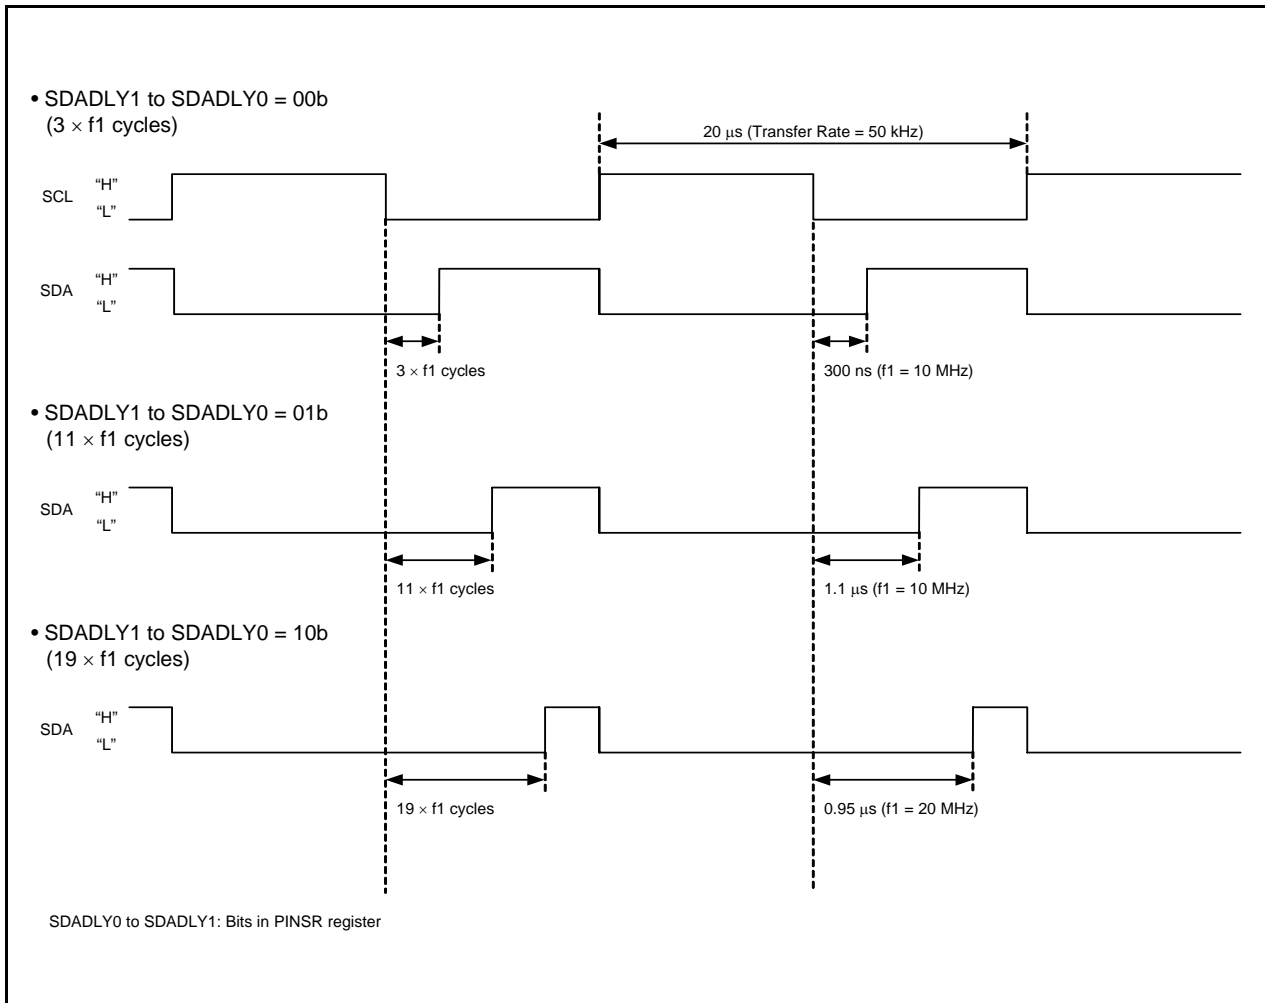 • SDADLY1 to SDADLY0 = 00b
(3 × f1 cycles)
20 μs (Transfer Rate = 50 kHz)
SCL
“H”
“L”
SDA
“H”
“L”
3 × f1 cycles
300 ns (f1 = 10 MHz)
• SDADLY1 to SDADLY0 = 01b
(11 × f1 cycles)
SDA
“H”
“L”
11 × f1 cycles
1.1 μs (f1 = 10 MHz)
• SDADLY1 to SDADLY0 = 10b
(19 × f1 cycles)
SDA
“H”
“L”
19 × f1 cycles
0.95 μs (f1 = 20 MHz)
SDADLY0 to SDADLY1: Bits in PINSR register